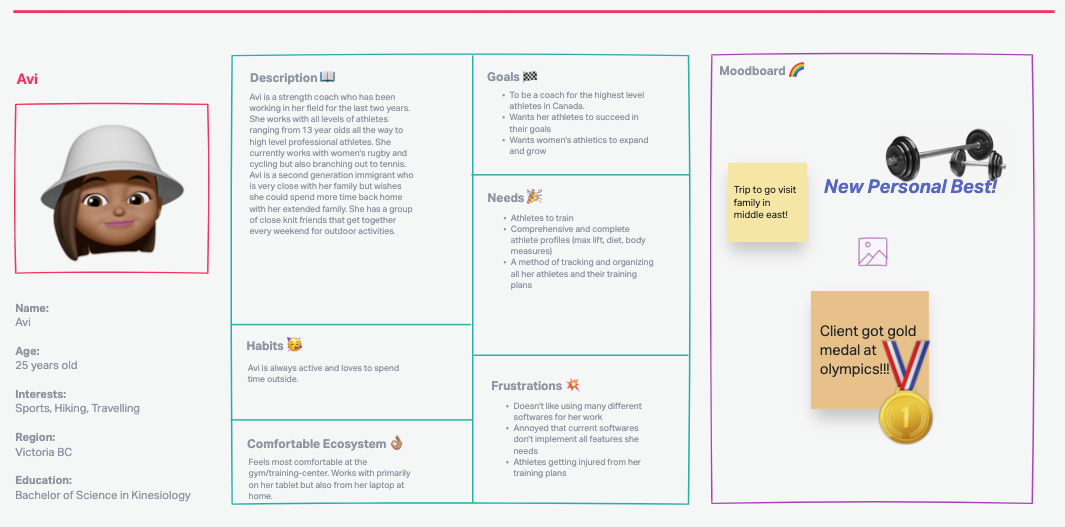 Avi
Name:
Avi
Age:
25 years old
Interests:
Sports, Hiking, Travelling
Region:
Victoria BC
Education:
Bachelor of Science in Kinesiology
Description
Avi is a strength coach who has been
working in her field for the last two years.
She works with all levels of athletes
ranging from 13 year olds all the way to
high level professional athletes. She
currently works with women's rugby and
cycling but also branching out to tennis.
Avi is a second generation immigrant who
is very close with her family but wishes
she could spend more time back home
with her extended family. She has a group
of close knit friends that get together
every weekend for outdoor activities.
Habits
Avi is always active and loves to spend
time outside.
Comfortable Ecosystem
Feels most comfortable at the
gym/training-center. Works with primarily
on her tablet but also from her laptop at
home.
Goals
• To be a coach for the highest level
athletes in Canada.
• Wants her athletes to succeed in
their goals
• Wants women's athletics to expand
and grow
Needs
• Athletes to train
• Comprehensive and complete
athlete profiles (max lift, diet, body
measures)
• A method of tracking and organizing
all her athletes and their training
plans
Frustrations
• Doesn't like using many different
softwares for her work
• Annoyed that current softwares
don't implement all features she
needs
• Athletes getting injured from her
training plans
Moodboard
Trip to go visit
family in
middle east!
New Personal Best!
Client got gold
medal at
olympics!!!
1